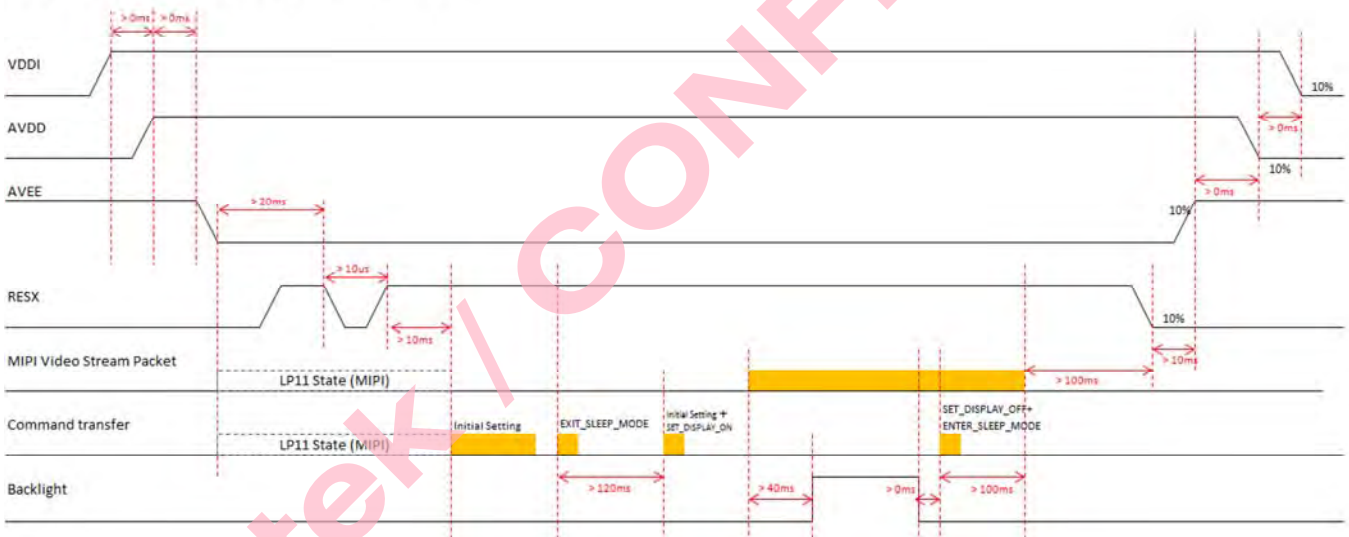 > 0ms
> 0ms
VDDI
10%
AVDD
> 0ms
10%
AVEE
> 0ms
> 20ms
10%
> 10us
RESX
10%
> 10ms
> 10ms
MIPI Video Stream Packet
LP11 State (MIPI)
> 100ms
SET_DISPLAY_OFF+
ENTER_SLEEP_MODE
Initial Setting +
SET_DISPLAY_ON
EXIT_SLEEP_MODE
Initial Setting
Command transfer
LP11 State (MIPI)
Backlight
> 120ms
> 40ms
> 0ms
> 100ms
tek / CONF